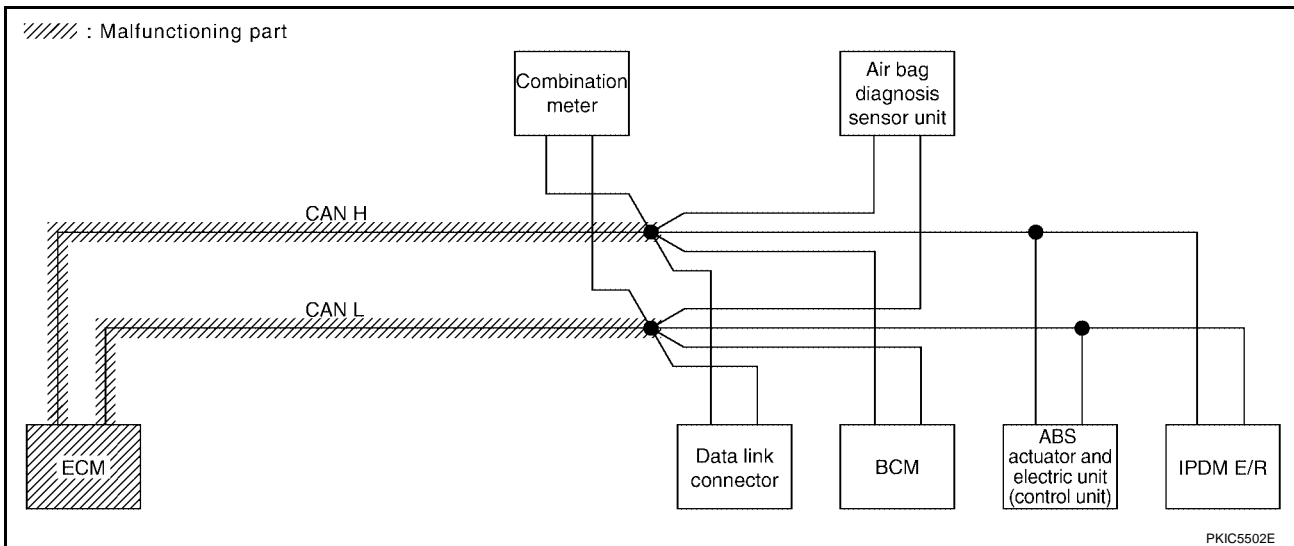 : Malfunctioning part
Combination
meter
Air bag
diagnosis
sensor unit
CAN H
CAN L
ECM
Data link
connector
BCM
ABS
actuator and
electric unit
(control unit)
IPDM E/R
PKIC5502E